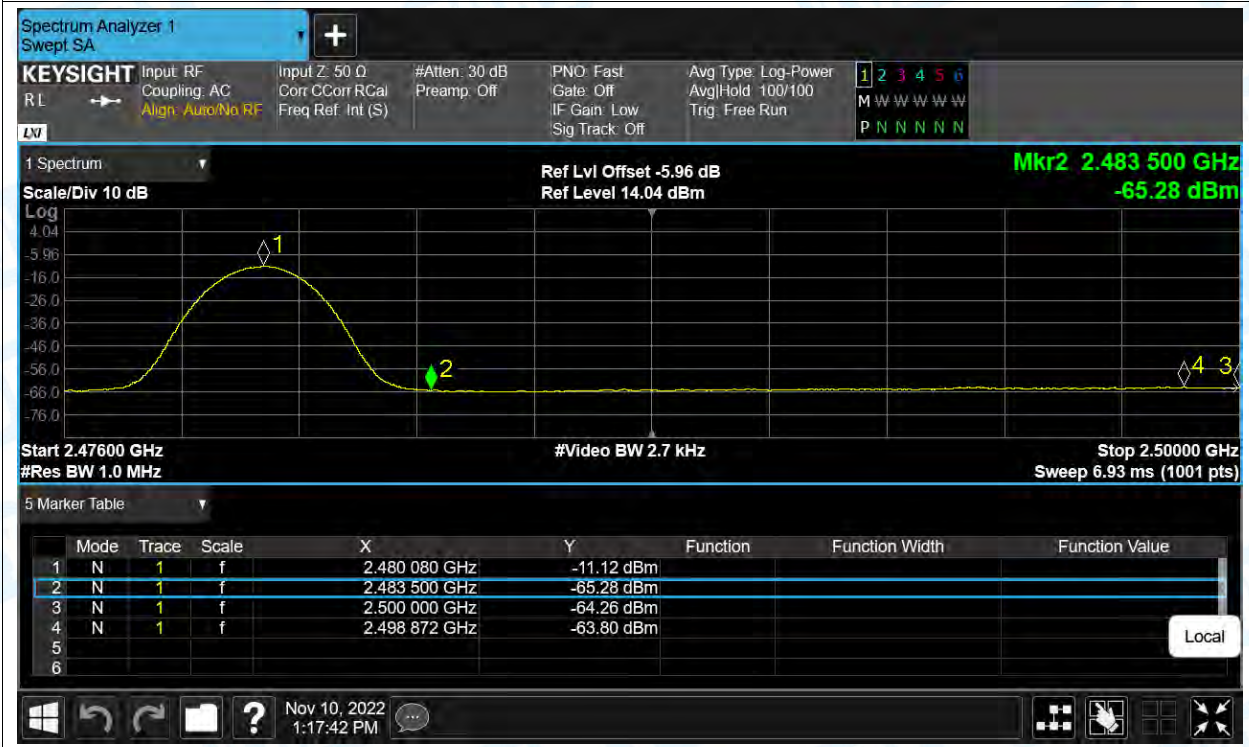 Spectrum Analyzer 1
Swept SA
+
KEYSIGHT
RL
LXI
Input: RF
Coupling: AC
Align: Auto/No RF
Input Z: 50 Ω
Corr CCorr RCal
Freq Ref: Int (S)
#Atten: 30 dB
Preamp: Off
PNO: Fast
Gate: Off
IF Gain: Low
Sig Track: Off
Avg Type: Log-Power
Avg|Hold: 100/100
Trig: Free Run
1 2 3 4 5 6
M W W W W W W
P N N N N N N
1 Spectrum
Scale/Div 10 dB
Ref Lvl Offset -5.96 dB
Ref Level 14.04 dBm
Mkr2 2.483 500 GHz
-65.28 dBm
Log
4.04
-5.96
-16.0
-26.0
-36.0
-46.0
-56.0
-66.0
-76.0
1
2
4 3
Start 2.47600 GHz
#Res BW 1.0 MHz
#Video BW 2.7 kHz
Stop 2.50000 GHz
Sweep 6.93 ms (1001 pts)
5 Marker Table
Mode Trace Scale X Y Function Function Width Function Value
1 N 1 f 2.480 080 GHz -11.12 dBm
2 N 1 f 2.483 500 GHz -65.28 dBm
3 N 1 f 2.500 000 GHz -64.26 dBm
4 N 1 f 2.498 872 GHz -63.80 dBm
5
6
Local
?
Nov 10, 2022
1:17:42 PM